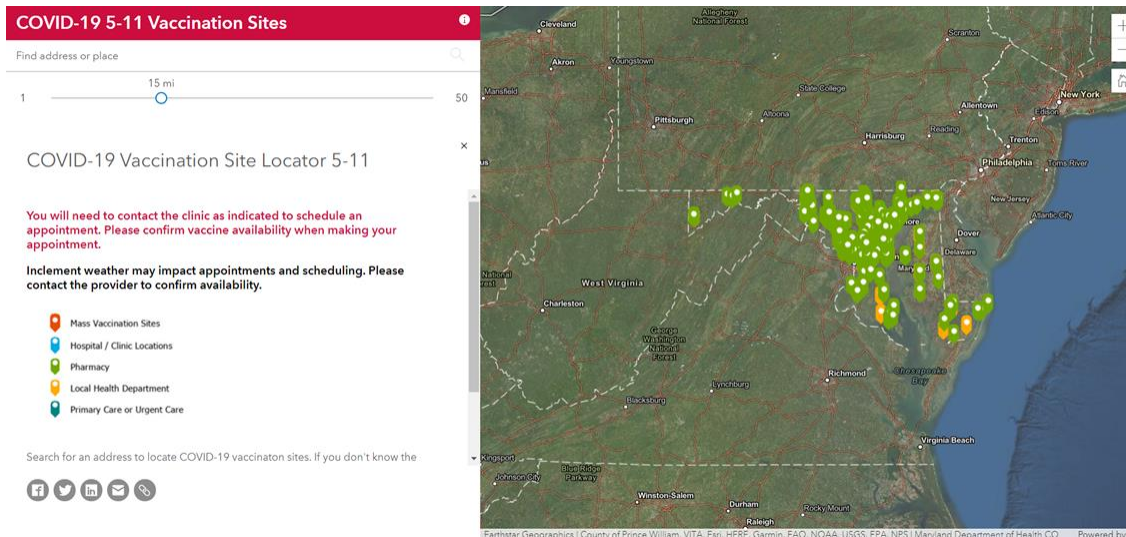 COVID-19 5-11 Vaccination Sites
Find address or place
15 mi
1
50
COVID-19 Vaccination Site Locator 5-11
You will need to contact the clinic as indicated to schedule an
appointment. Please confirm vaccine availability when making your
appointment.
Inclement weather may impact appointments and scheduling. Please
contact the provider to confirm availability.
Mass Vaccination Sites
Hospital / Clinic Locations
Pharmacy
Local Health Department
Primary Care or Urgent Care
Search for an address to locate COVID-19 vaccinaton sites. If you don't know the
Allegheny
National Forest
Cleveland
Scranton
Akron
Youngstown
Mansfield
State College
New York
Allentown
Edison
Pittsburgh
Altoona
Harrisburg
Reading
Trenton
Philadelphia
Toms River
New Jersey
Atlantic City
Dover
Delaware
West Virginia
Charleston
George
Washington
National
Forest
Chesapeake
Bay
Richmond
Lynchburg
Blacksburg
Virginia Beach
Kingsport
Johnson City
Blue Ridge
Parkway
Winston-Salem
Durham
Rocky Mount
Raleigh
Earthstar Geographics | County of Prince William, VITA, Esri, HERE, Garmin, FAO, NOAA, USGS, EPA, NPS | Maryland Department of Health CO
Powered by